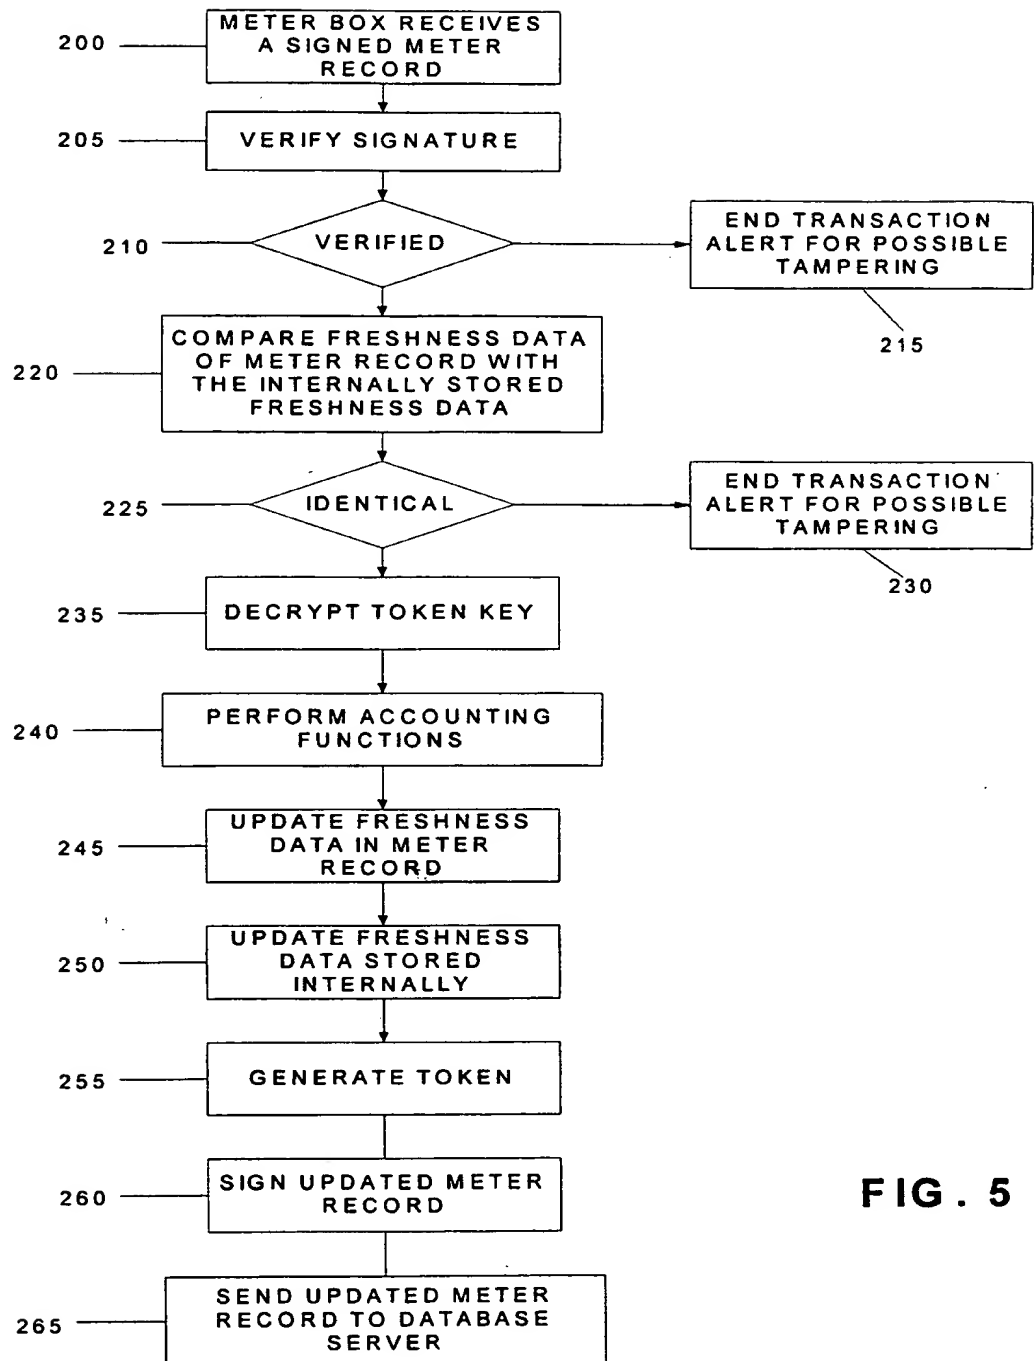 200
METER BOX RECEIVES
A SIGNED METER
RECORD
205
VERIFY SIGNATURE
210
VERIFIED
END TRANSACTION
ALERT FOR POSSIBLE
TAMPERING
215
220
COMPARE FRESHNESS DATA
OF METER RECORD WITH
THE INTERNALLY STORED
FRESHNESS DATA
225
IDENTICAL
END TRANSACTION
ALERT FOR POSSIBLE
TAMPERING
230
235
DECRYPT TOKEN KEY
240
PERFORM ACCOUNTING
FUNCTIONS
245
UPDATE FRESHNESS
DATA IN METER
RECORD
250
UPDATE FRESHNESS
DATA STORED
INTERNALLY
255
GENERATE TOKEN
260
SIGN UPDATED METER
RECORD
265
SEND UPDATED METER
RECORD TO DATABASE
SERVER
FIG. 5